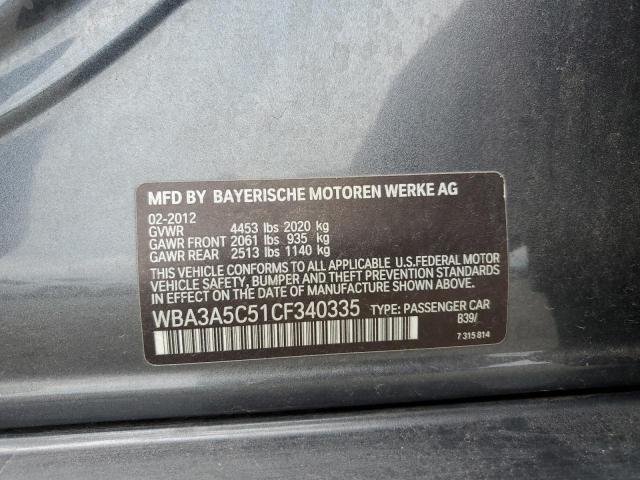 MFD BY BAYERISCHE MOTOREN WERKE AG
02-2012
GVWR 4453 lbs 2020 kg
GAWR FRONT 2061 lbs 935 kg
GAWR REAR 2513 lbs 1140 kg
THIS VEHICLE CONFORMS TO ALL APPLICABLE U.S.FEDERAL MOTOR
VEHICLE SAFETY, BUMPER AND THEFT PREVENTION STANDARDS
IN EFFECT ON THE DATE OF MANUFACTURE SHOWN ABOVE.
WBA3A5C51CF340335 TYPE: PASSENGER CAR
B39/
7 315 814